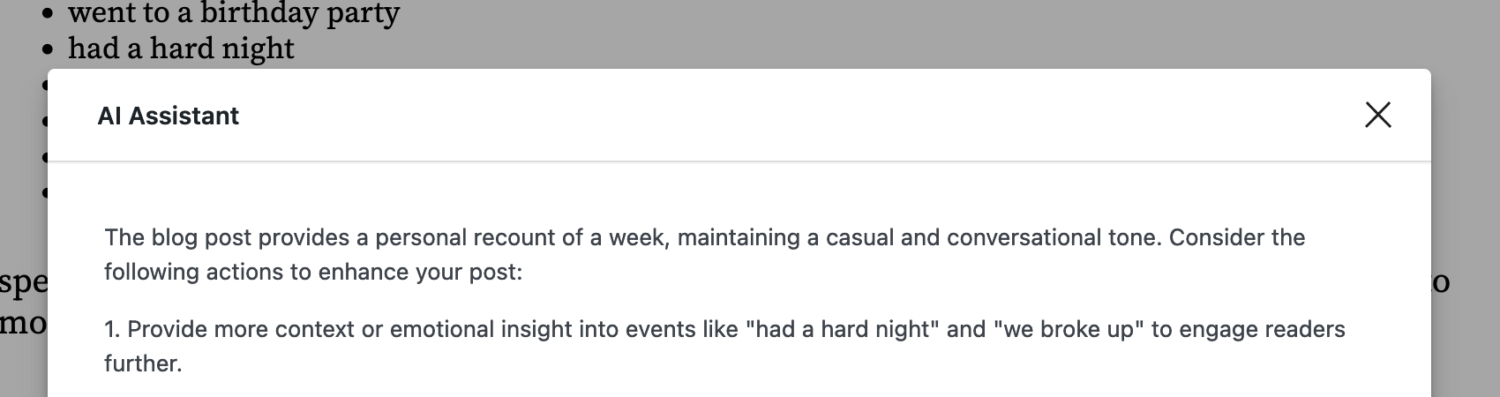 went to a birthday party
had a hard night
AI Assistant
The blog post provides a personal recount of a week, maintaining a casual and conversational tone. Consider the
following actions to enhance your post:
1. Provide more context or emotional insight into events like "had a hard night" and "we broke up" to engage readers
further.